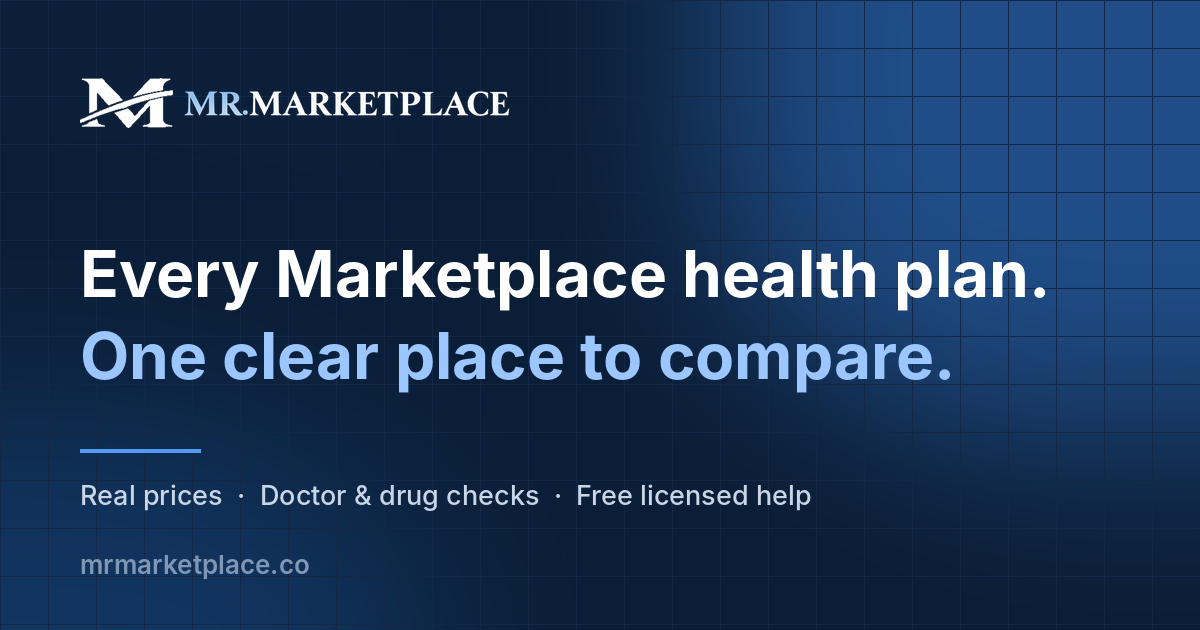 MR.MARKETPLACE
Every Marketplace health plan.
One clear place to compare.
Real prices · Doctor & drug checks · Free licensed help
mrmarketplace.co